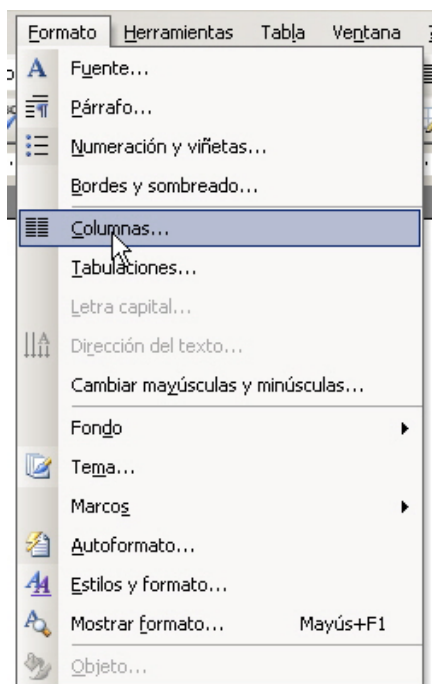 Formato Herramientas Tabla Ventana ?
Fuente...
Párrafo...
Numeración y viñetas...
Bordes y sombreado...
Columnas...
Tabulaciones...
Letra capital...
Dirección del texto...
Cambiar mayúsculas y minúsculas...
Fondo
Tema...
Marcos
Autoformato...
Estilos y formato...
Mostrar formato... Mayús+F1
Objeto...